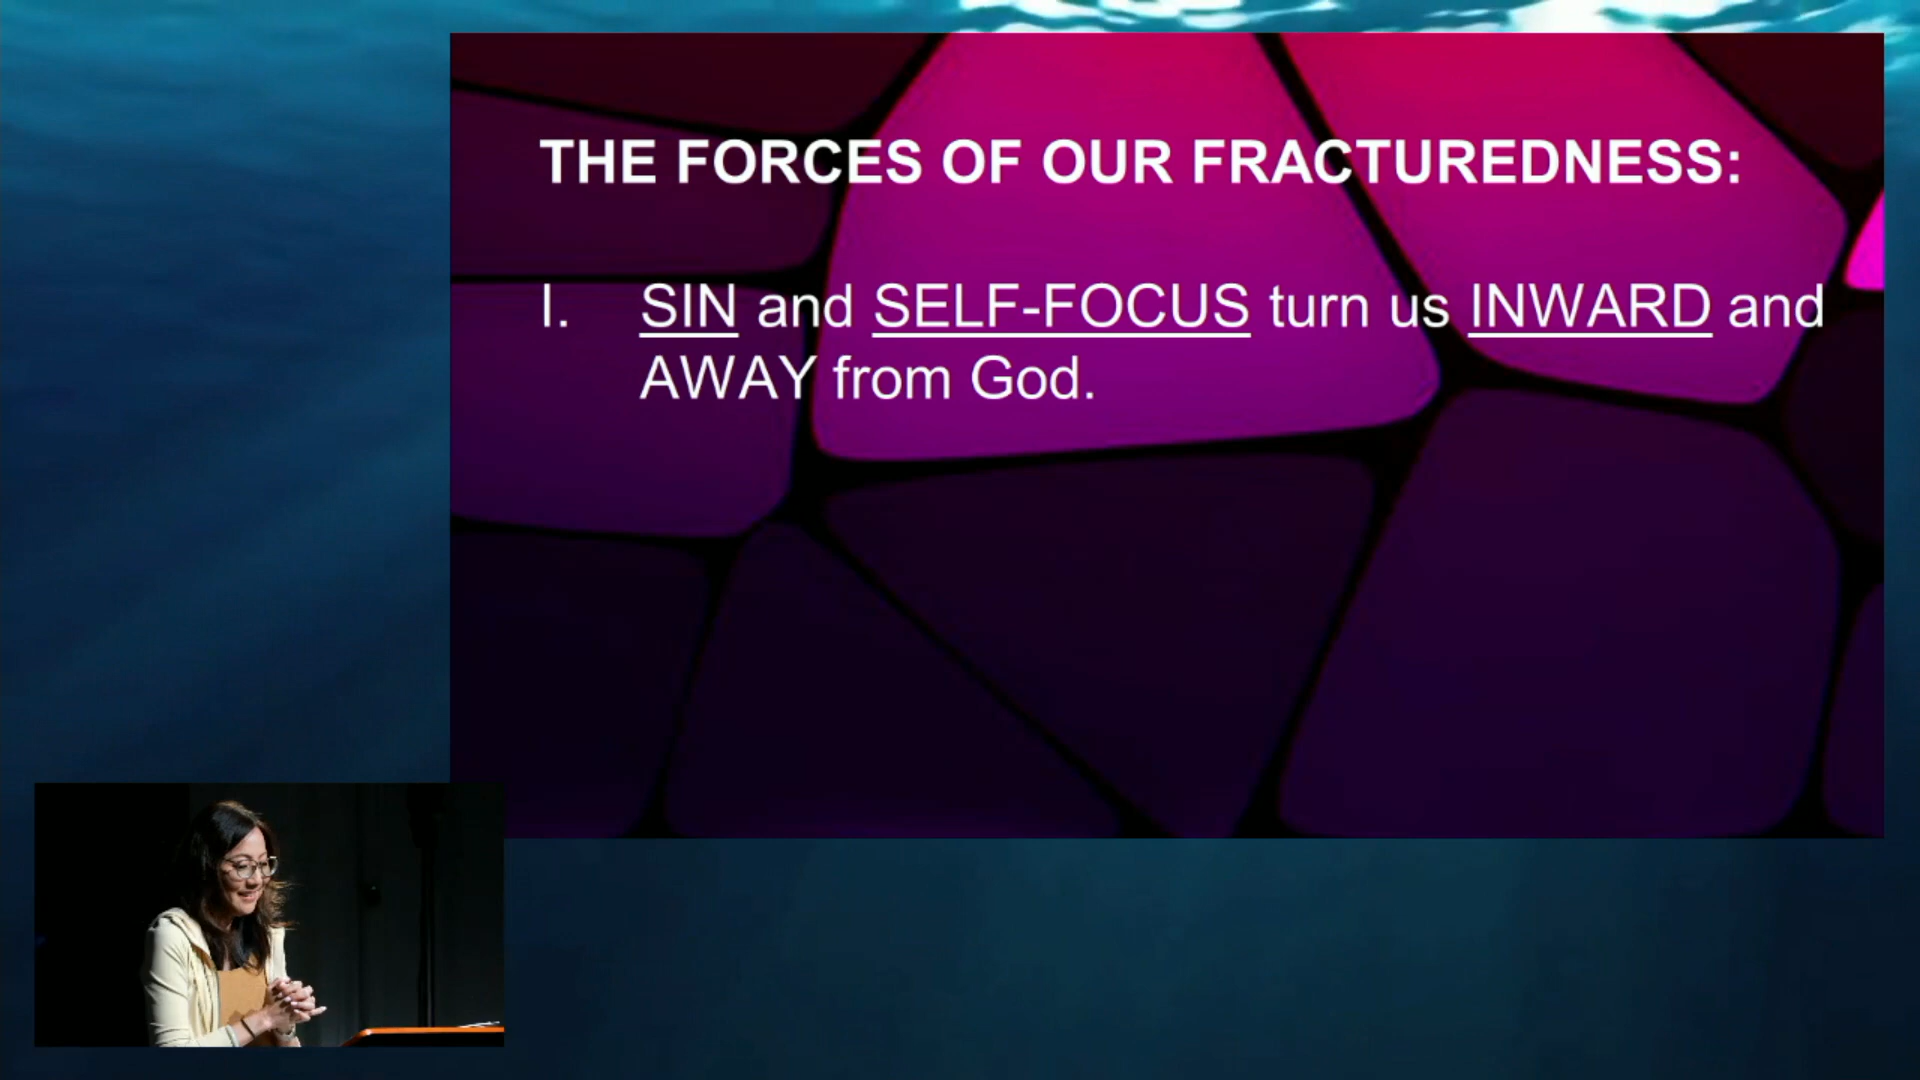 THE FORCES OF OUR FRACTUREDNESS:
I. SIN and SELF-FOCUS turn us INWARD and
AWAY from God.